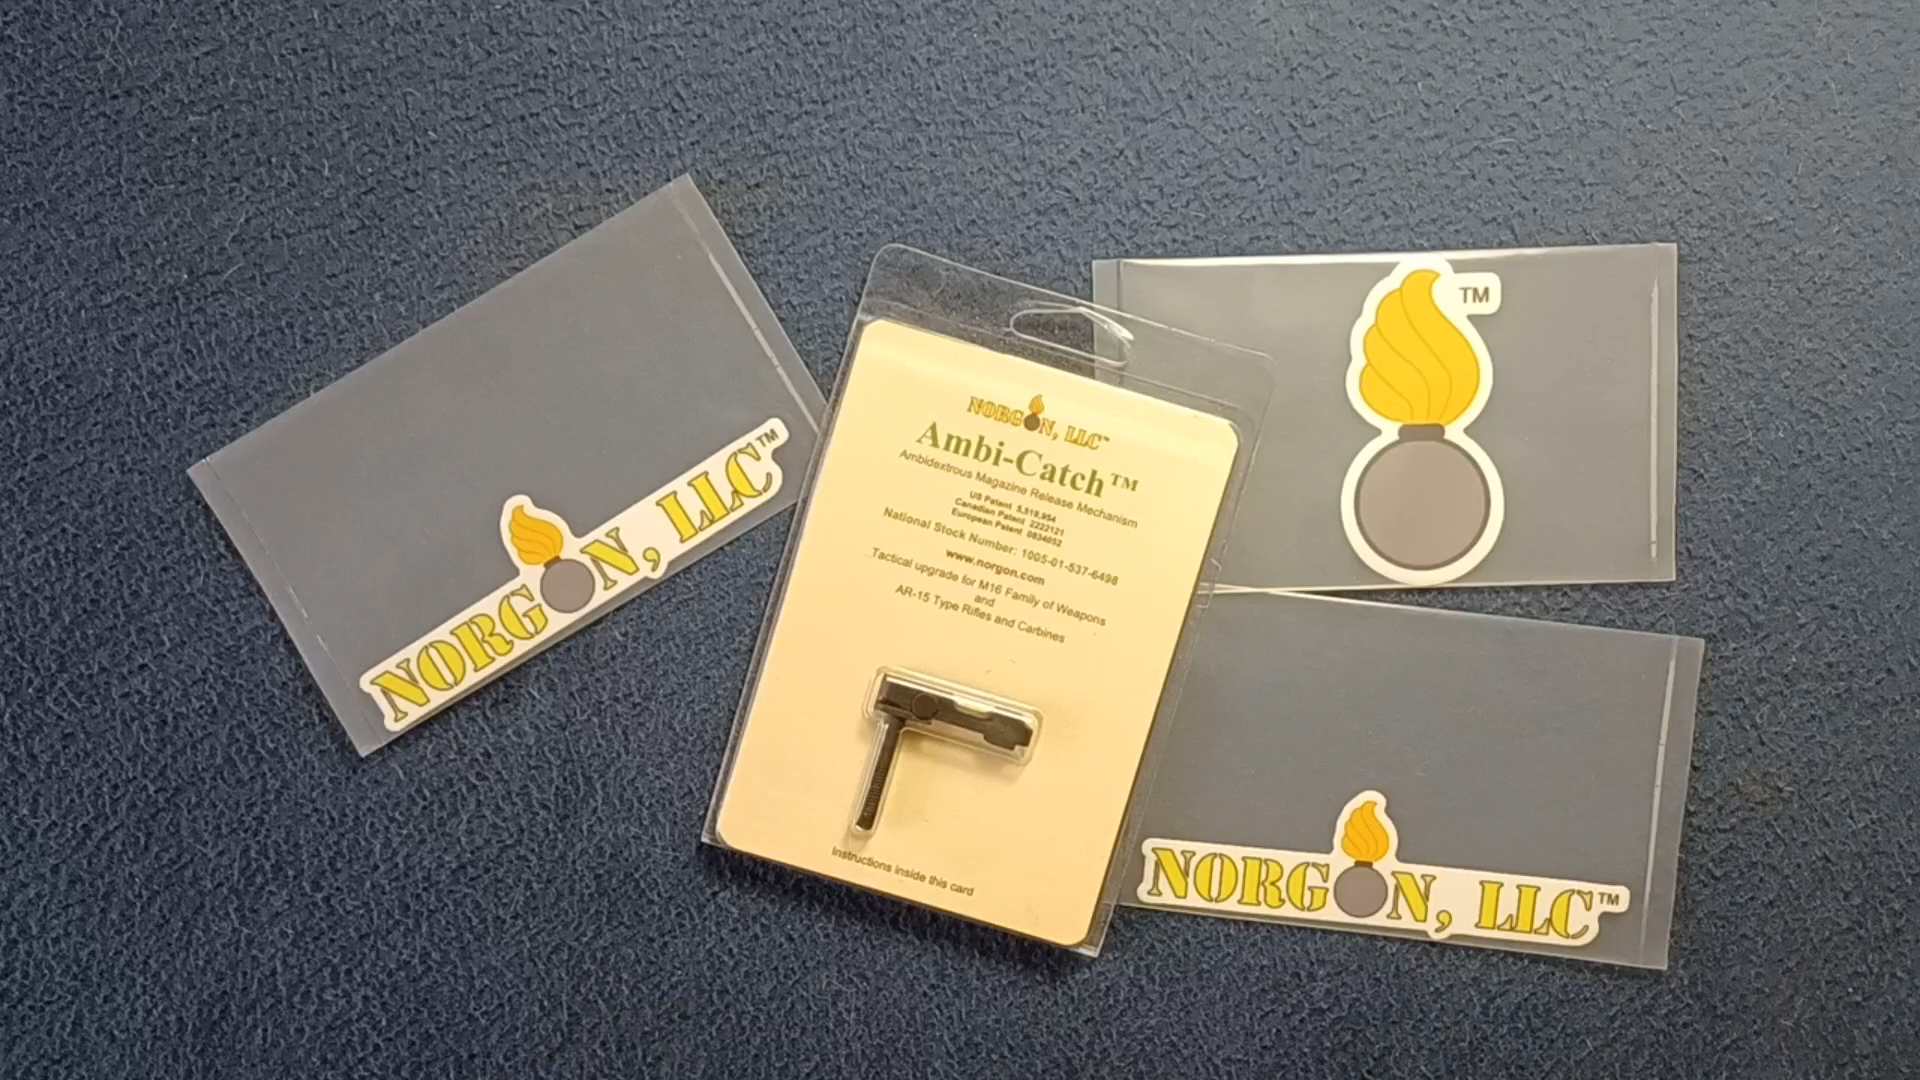 NORGON, LLC™
NORGON, LLC™
Ambi-Catch™
Ambidextrous Magazine Release Mechanism
US Patent 5,519,954
Canadian Patent 2222121
European Patent 0834052
National Stock Number: 1005-01-537-6498
www.norgon.com
Tactical upgrade for M16 Family of Weapons
and
AR-15 Type Rifles and Carbines
Instructions inside this card
TM
NORGON, LLC™